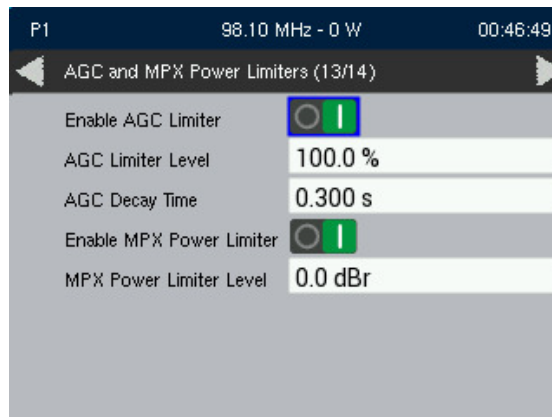 P1 98.10 MHz - 0 W 00:46:49
AGC and MPX Power Limiters (13/14)
Enable AGC Limiter
AGC Limiter Level 100.0 %
AGC Decay Time 0.300 s
Enable MPX Power Limiter
MPX Power Limiter Level 0.0 dBr